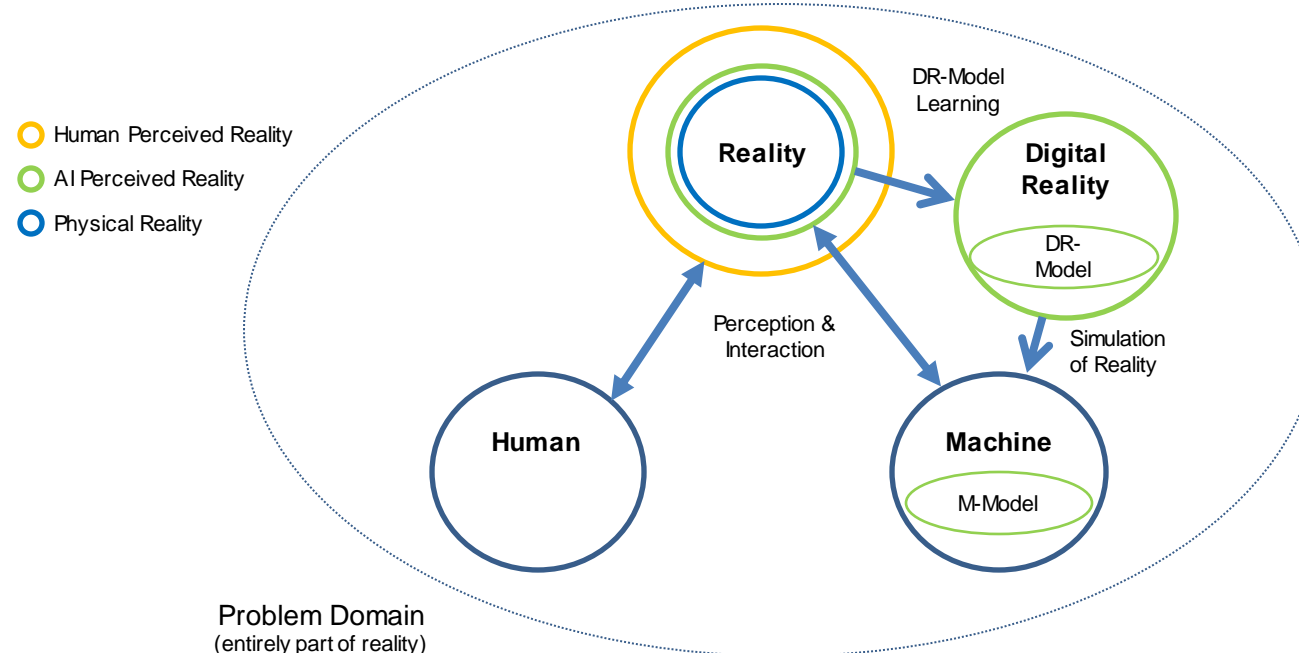 Human Perceived Reality
AI Perceived Reality
Physical Reality
Reality
DR-Model
Learning
Digital
Reality
DR-
Model
Perception &
Interaction
Simulation
of Reality
Human
Machine
M-Model
Problem Domain
(entirely part of reality)